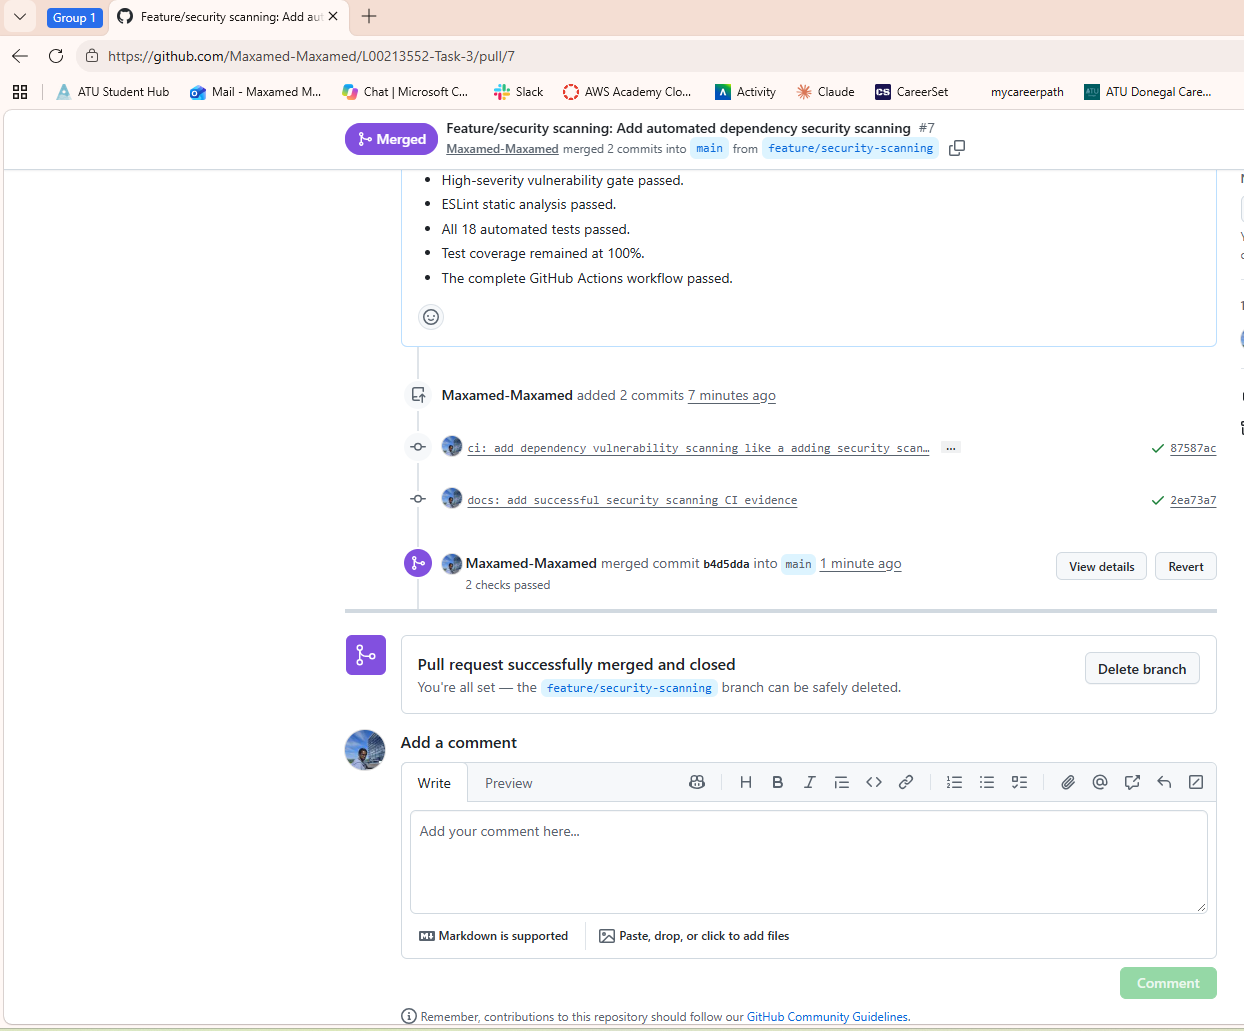 Group 1
Feature/security scanning: Add aut
https://github.com/Maxamed-Maxamed/L00213552-Task-3/pull/7
ATU Student Hub
Mail - Maxamed M...
Chat | Microsoft C...
Slack
AWS Academy Clo...
Activity
Claude
CS CareerSet
mycareerpath
ATU Donegal Care...
Merged
Feature/security scanning: Add automated dependency security scanning #7
Maxamed-Maxamed merged 2 commits into main from feature/security-scanning
• High-severity vulnerability gate passed.
• ESLint static analysis passed.
• All 18 automated tests passed.
• Test coverage remained at 100%.
• The complete GitHub Actions workflow passed.
Maxamed-Maxamed added 2 commits 7 minutes ago
ci: add dependency vulnerability scanning like a adding security scan… ... 87587ac
docs: add successful security scanning CI evidence 2ea73a7
Maxamed-Maxamed merged commit b4d5dda into main 1 minute ago
View details
Revert
2 checks passed
Pull request successfully merged and closed
You're all set — the feature/security-scanning branch can be safely deleted.
Delete branch
Add a comment
Write
Preview
Add your comment here...
Markdown is supported
Paste, drop, or click to add files
Comment
Remember, contributions to this repository should follow our GitHub Community Guidelines.